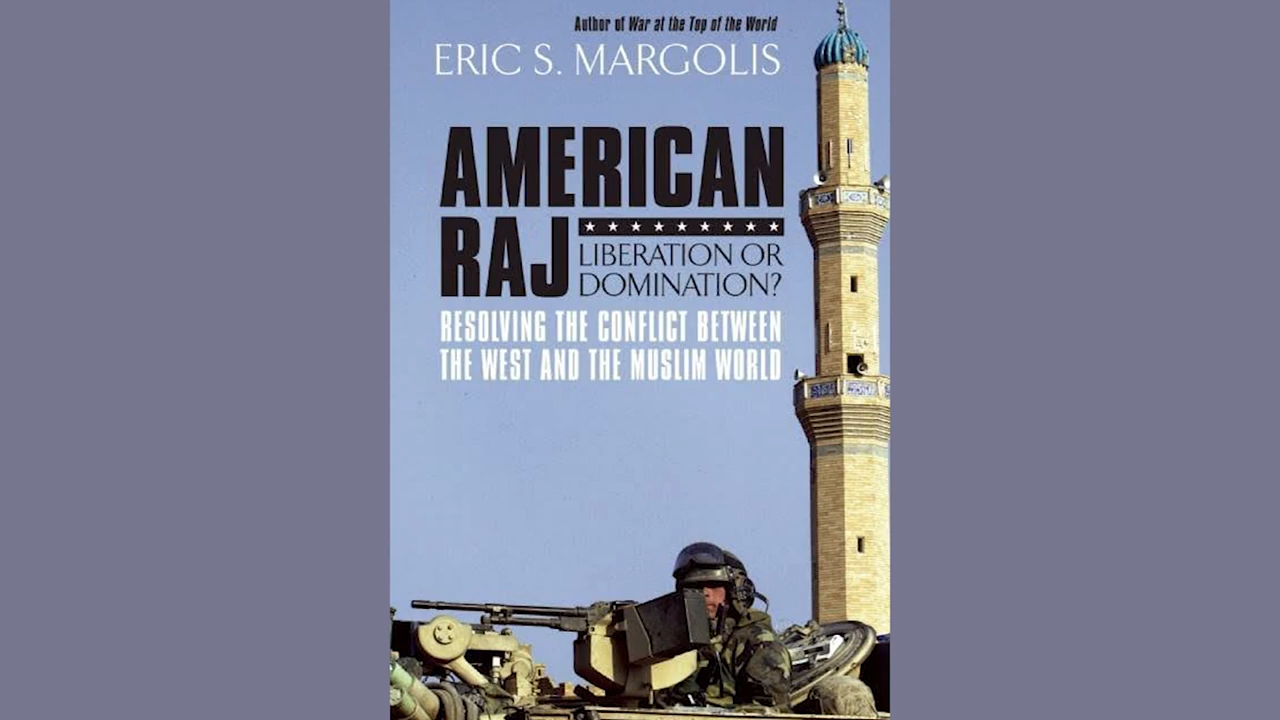 Author of War at the Top of the World
ERIC S. MARGOLIS
AMERICAN
RAJ
LIBERATION OR
DOMINATION?
RESOLVING THE CONFLICT BETWEEN
THE WEST AND THE MUSLIM WORLD